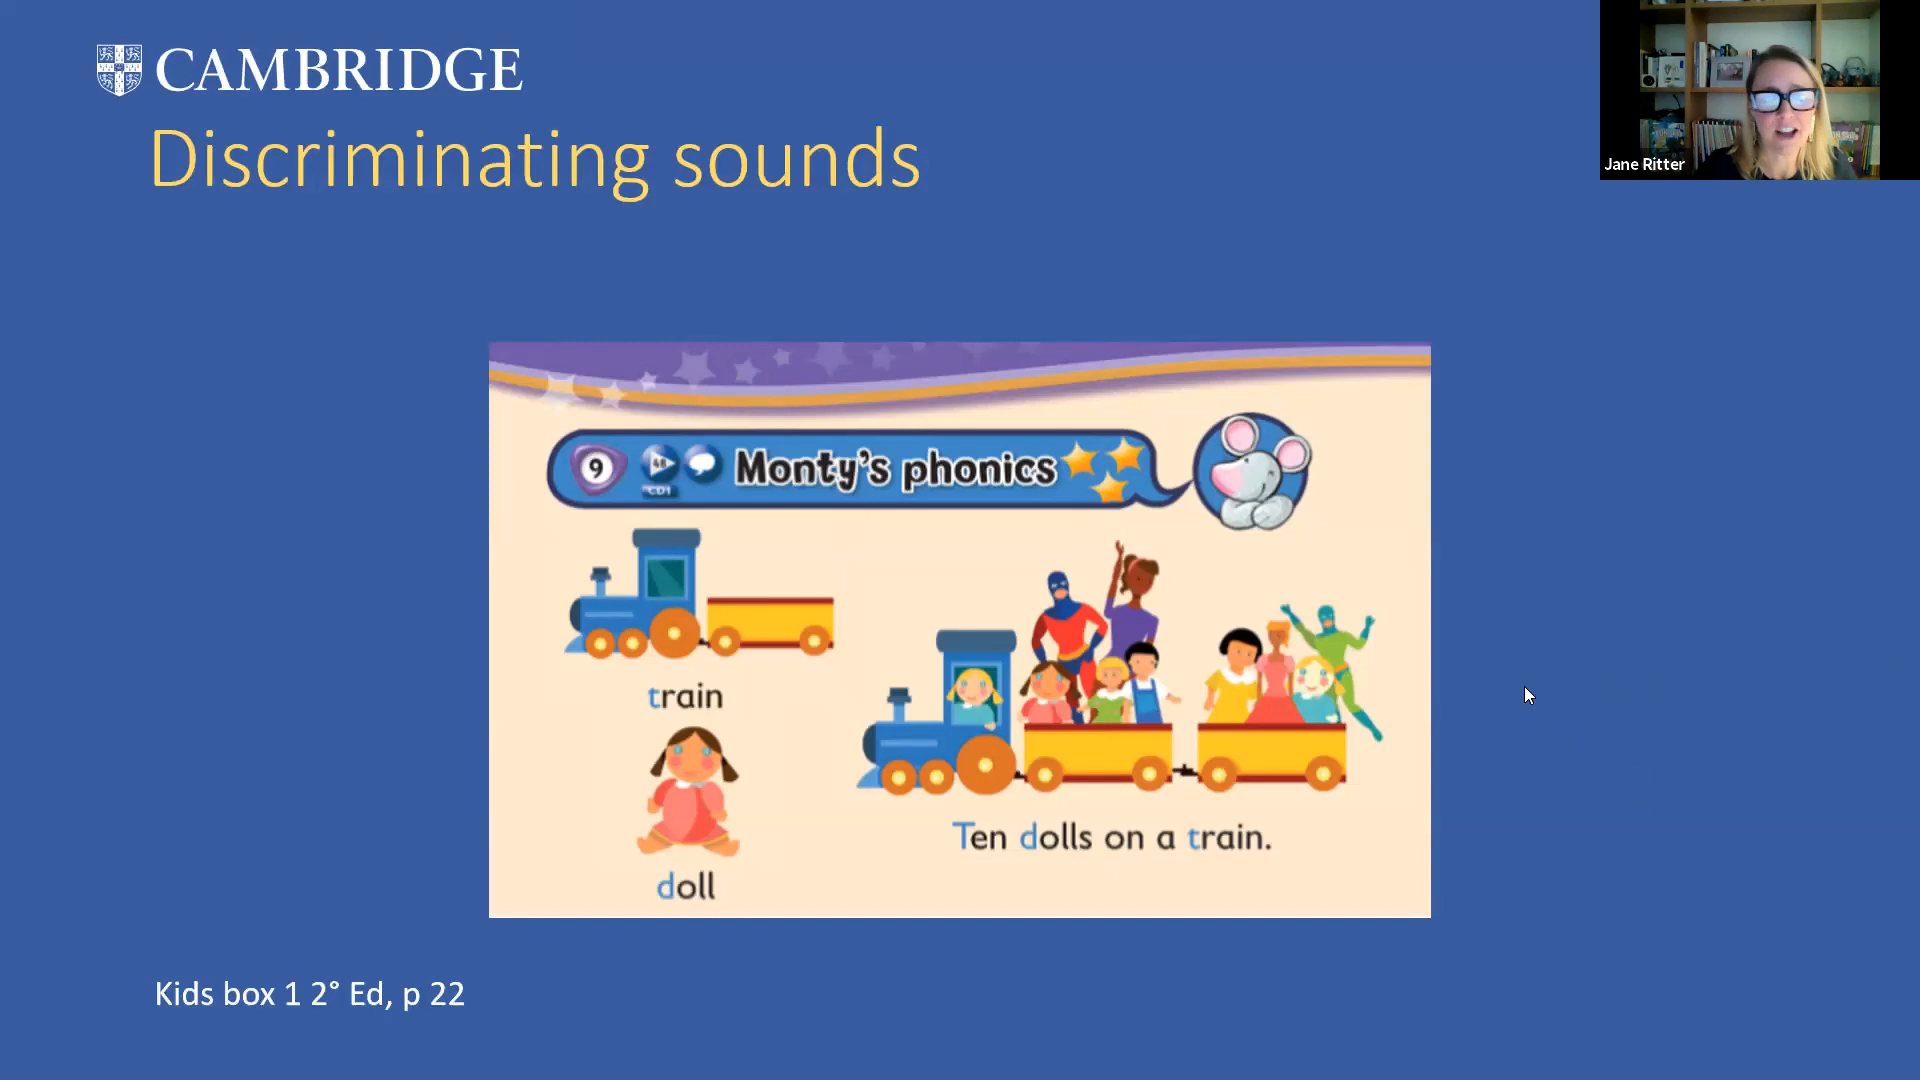 CAMBRIDGE
Discriminating sounds
Jane Ritter
9 48 CD1 Monty's phonics
train
doll
Ten dolls on a train.
Kids box 1 2° Ed, p 22